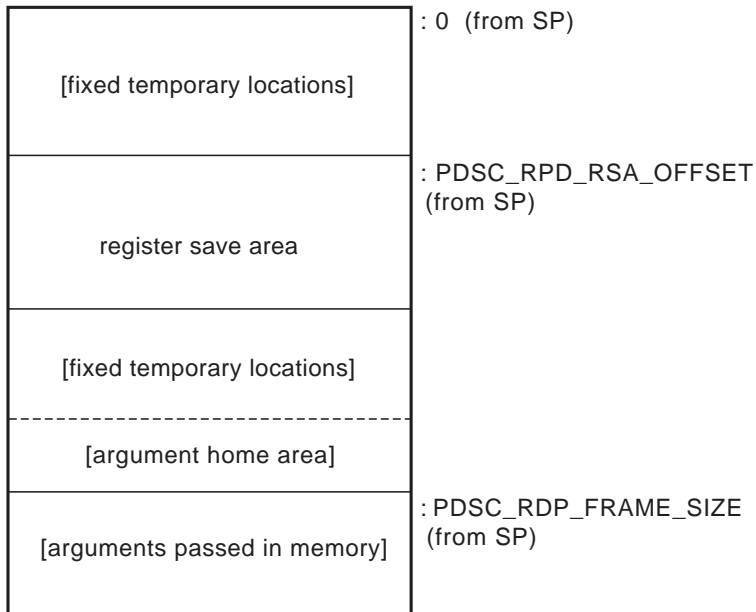 : 0 (from SP)
[fixed temporary locations]
: PDSC_RPD_RSA_OFFSET
(from SP)
register save area
[fixed temporary locations]
[argument home area]
: PDSC_RDP_FRAME_SIZE
(from SP)
[arguments passed in memory]